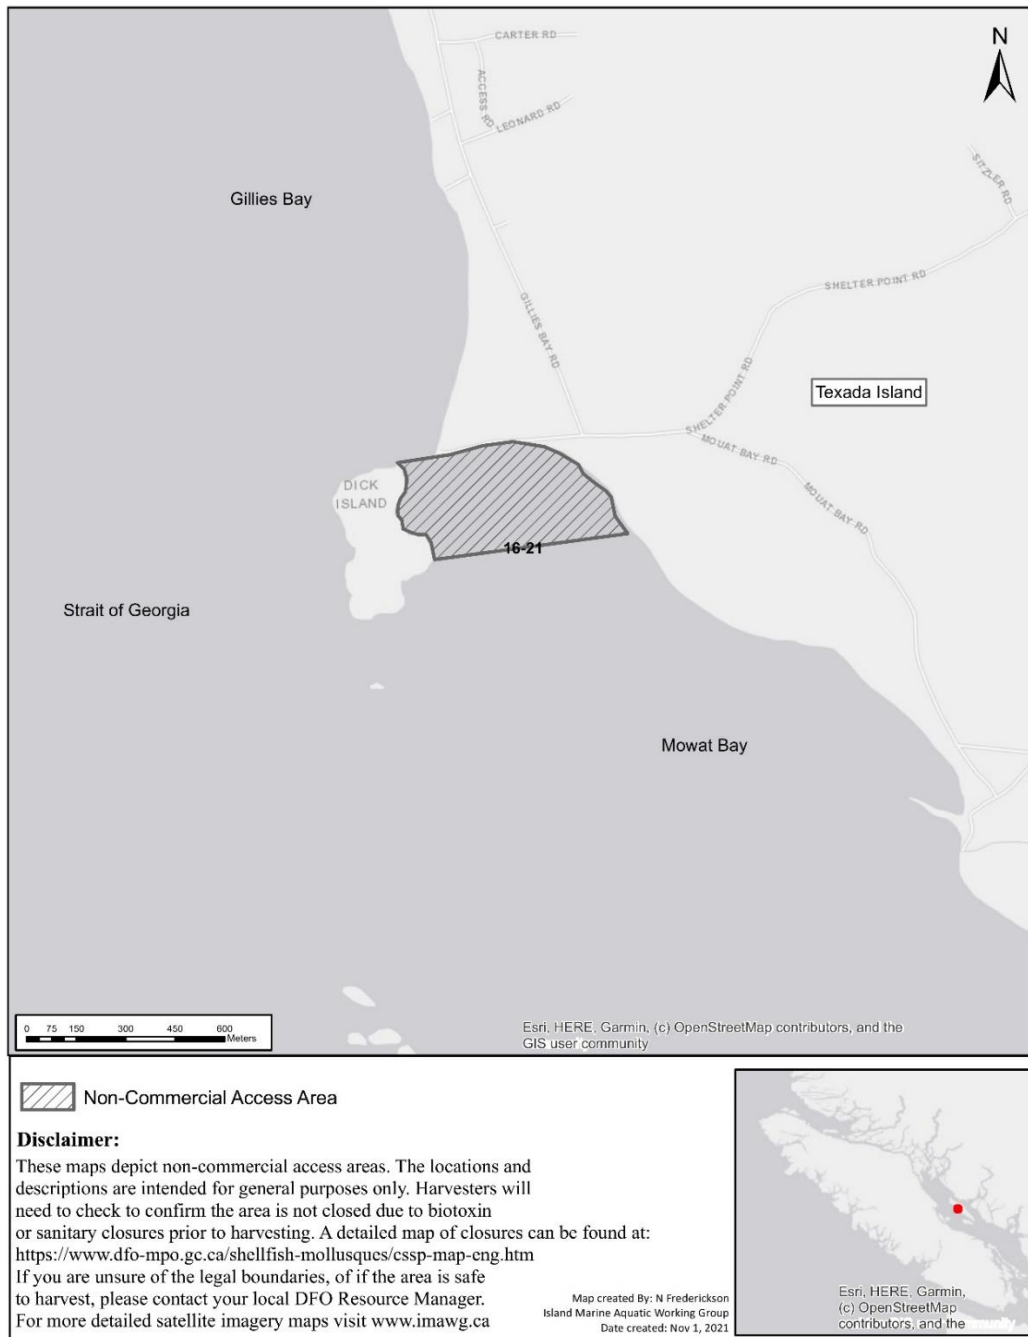 CARTER RD
N
ACCESS RD
LEONARD RD
SITZLER RD
Gillies Bay
SHELTER POINT RD
GILLIES BAY RD
SHELTER POINT RD
Texada Island
MOUAT BAY RD
DICK
ISLAND
MOUAT BAY RD
16-21
Strait of Georgia
Mowat Bay
0 75 150 300 450 600
Meters
Esri, HERE, Garmin, (c) OpenStreetMap contributors, and the
GIS user community
Non-Commercial Access Area
Disclaimer:
These maps depict non-commercial access areas. The locations and
descriptions are intended for general purposes only. Harvesters will
need to check to confirm the area is not closed due to biotoxin
or sanitary closures prior to harvesting. A detailed map of closures can be found at:
https://www.dfo-mpo.gc.ca/shellfish-mollusques/cssp-map-eng.htm
If you are unsure of the legal boundaries, of if the area is safe
to harvest, please contact your local DFO Resource Manager.
For more detailed satellite imagery maps visit www.imawg.ca
Map created By: N Frederickson
Island Marine Aquatic Working Group
Date created: Nov 1, 2021
Esri, HERE, Garmin,
(c) OpenStreetMap
contributors, and the